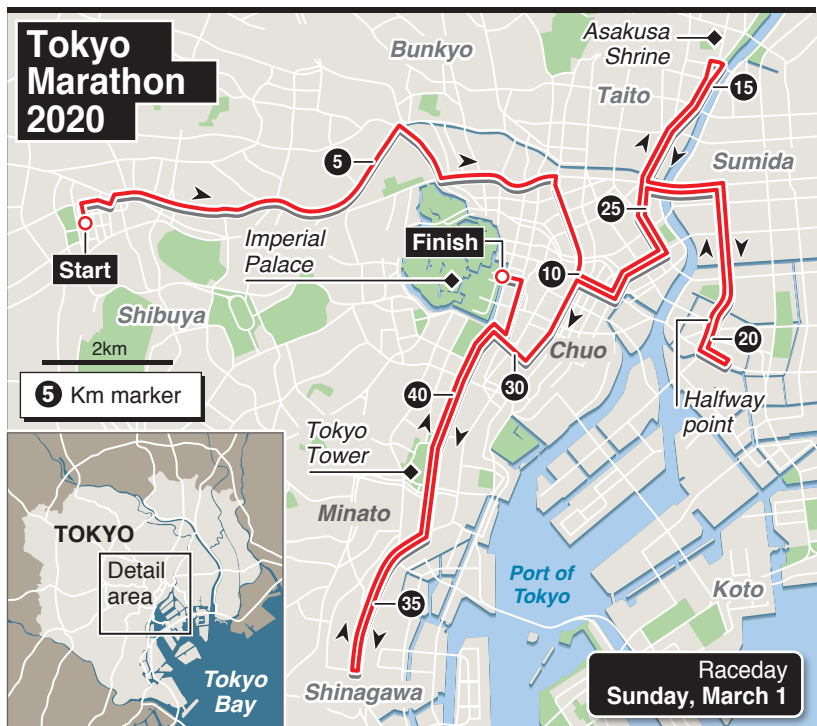 Tokyo
Marathon
2020
Bunkyo
Asakusa
Shrine
Taito
15
5
Sumida
25
Imperial
Palace
Finish
Start
10
Shibuya
2km
Chuo
20
30
5 Km marker
40
Halfway
point
Tokyo
Tower
Minato
TOKYO
Detail
area
Port of
Tokyo
Koto
35
Tokyo
Bay
Shinagawa
Raceday
Sunday, March 1